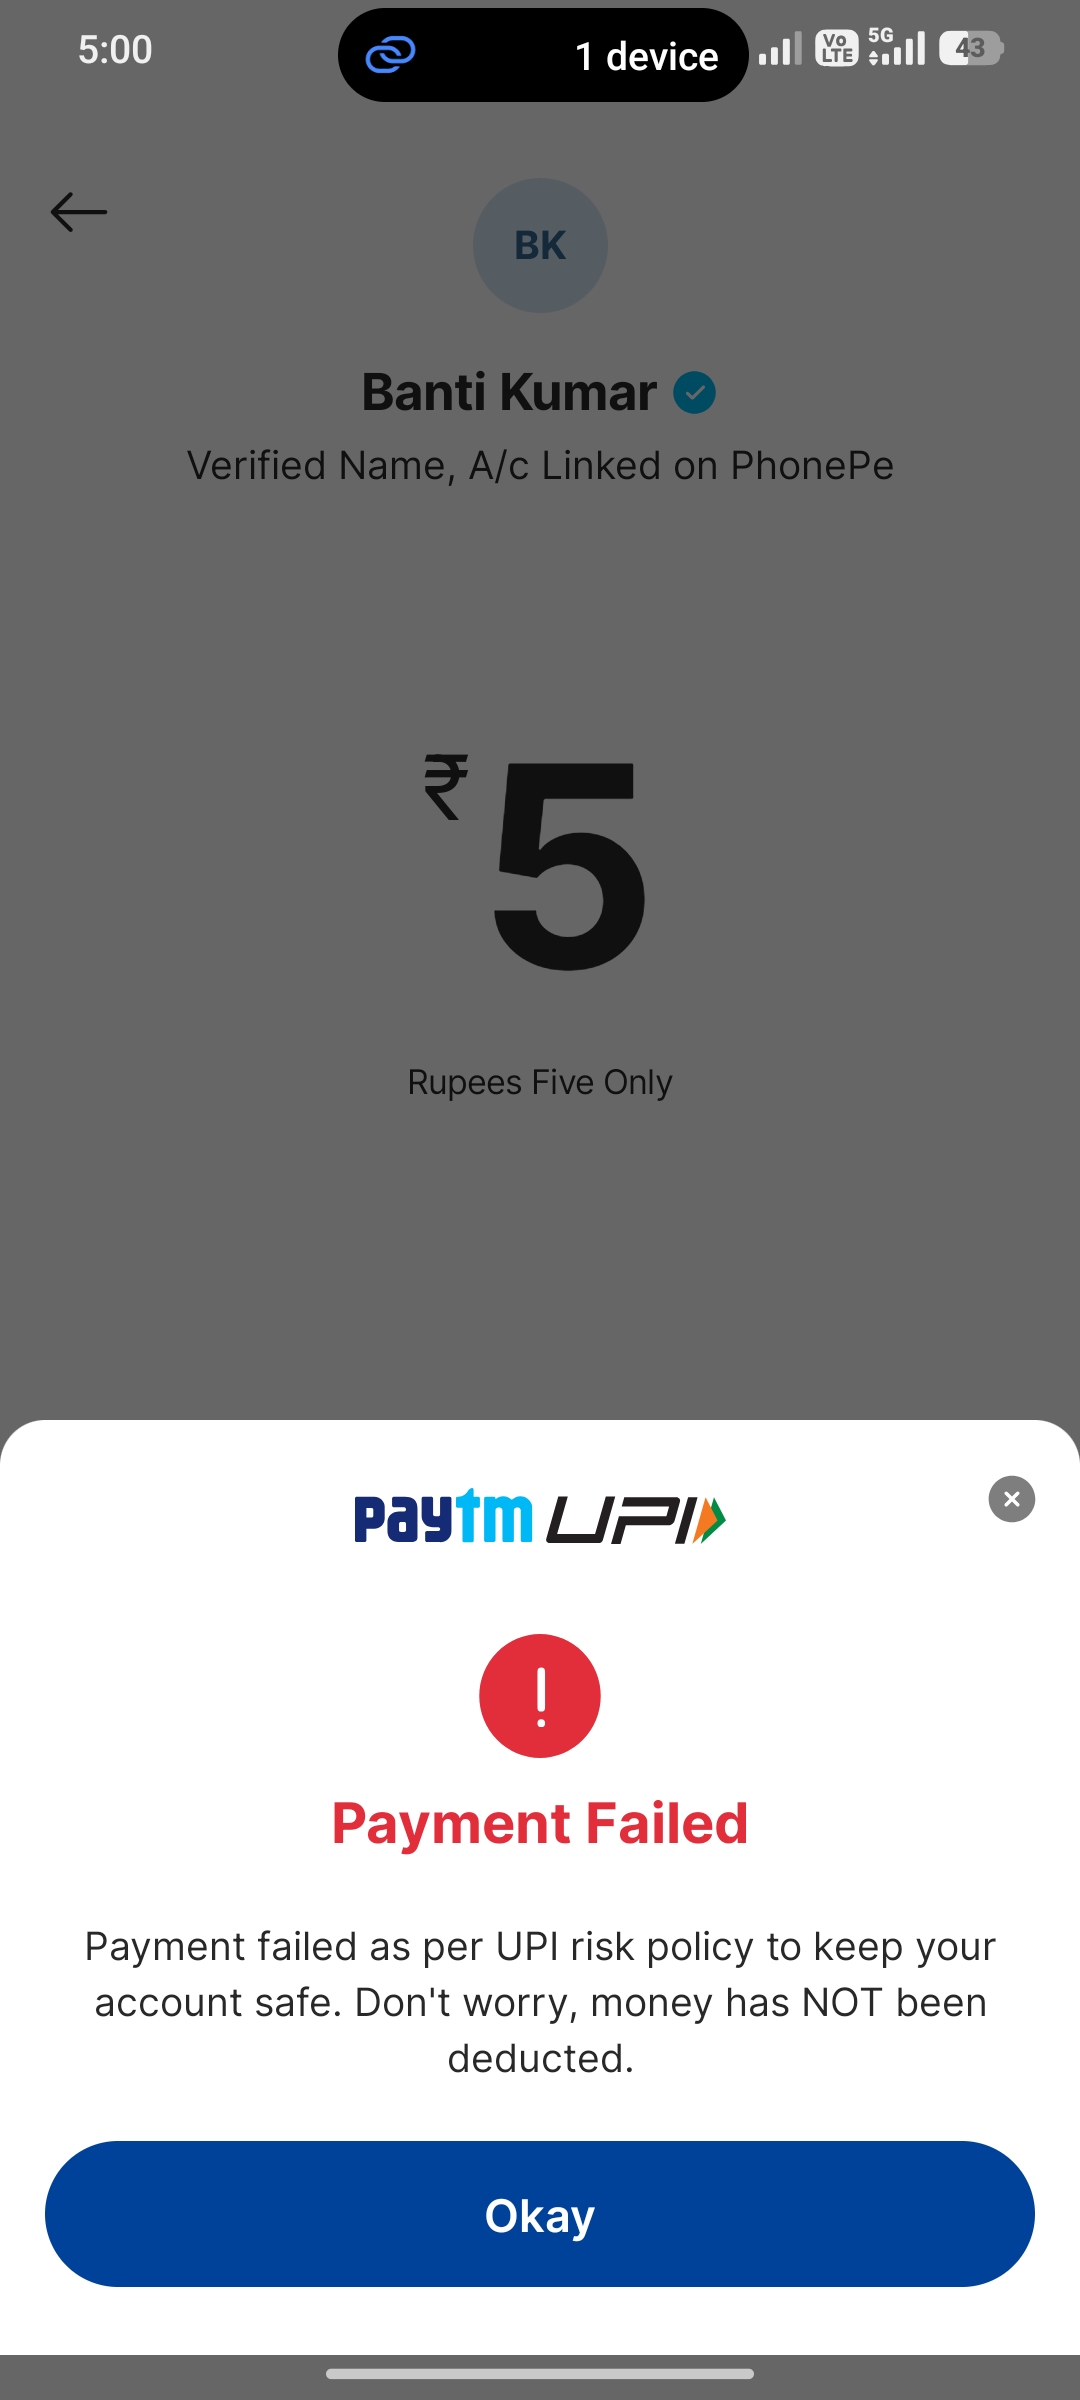 5:00
1 device
Vo
LTE
5G
43
BK
Banti Kumar
Verified Name, A/c Linked on PhonePe
₹5
Rupees Five Only
paytm UPI
Payment Failed
Payment failed as per UPI risk policy to keep your
account safe. Don't worry, money has NOT been
deducted.
Okay